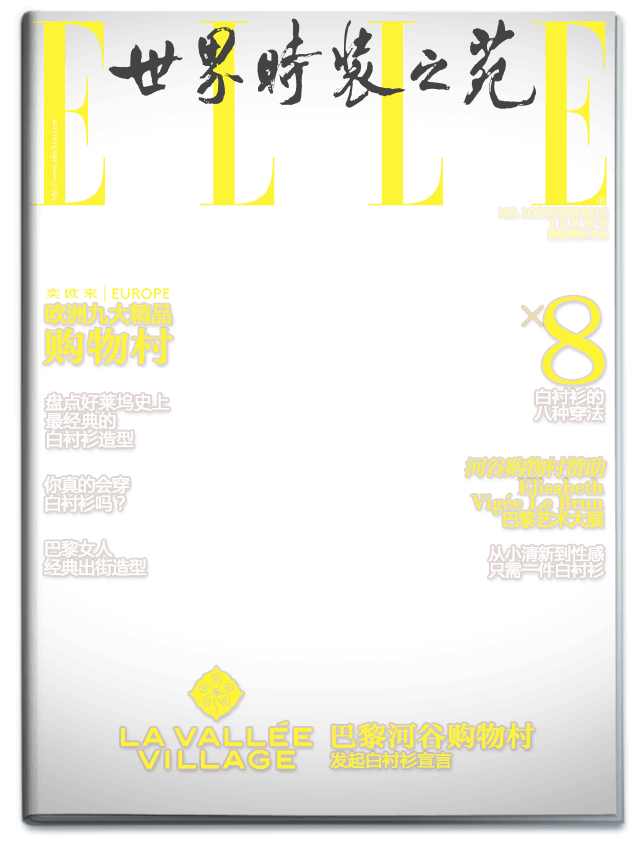 ELLE
世界時装之苑
奕欧来 | EUROPE
欧洲九大精品
购物村
盘点好莱坞史上
最经典的
白衬衫造型
你真的会穿
白衬衫吗？
巴黎女人
经典出街造型
×8
白衬衫的
八种穿法
河谷购物村赞助
Elisabeth
Vigée Le Brun
巴黎艺术大展
从小清新到性感
只需一件白衬衫
LA VALLÉE
VILLAGE
巴黎河谷购物村
发起白衬衫宣言